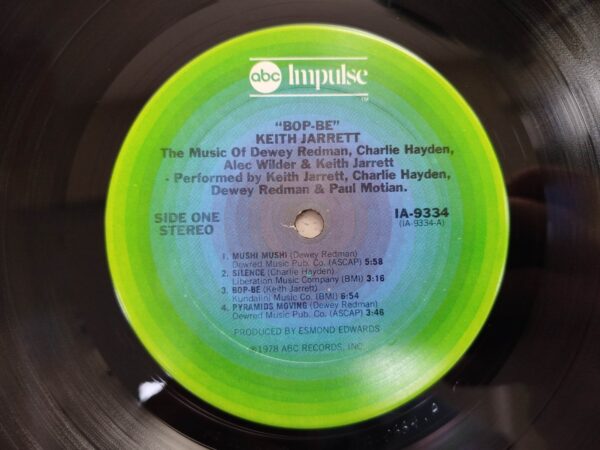 abc Impulse
TM
"BOP-BE"
KEITH JARRETT
The Music Of Dewey Redman, Charlie Hayden,
Alec Wilder & Keith Jarrett
- Performed by Keith Jarrett, Charlie Hayden,
Dewey Redman & Paul Motian.
SIDE ONE
STEREO
IA-9334
(IA-9334-A)
1. MUSHI MUSHI (Dewey Redman)
Dewred Music Pub. Co. (ASCAP) 5:58
2. SILENCE (Charlie Hayden)
Liberation Music Company (BMI) 3:16
3. BOP-BE (Keith Jarrett)
Kundalini Music Co. (BMI) 6:54
4. PYRAMIDS MOVING (Dewey Redman)
Dewred Music Pub. Co. (ASCAP) 3:46
PRODUCED BY ESMOND EDWARDS
©1978 ABC RECORDS, INC.